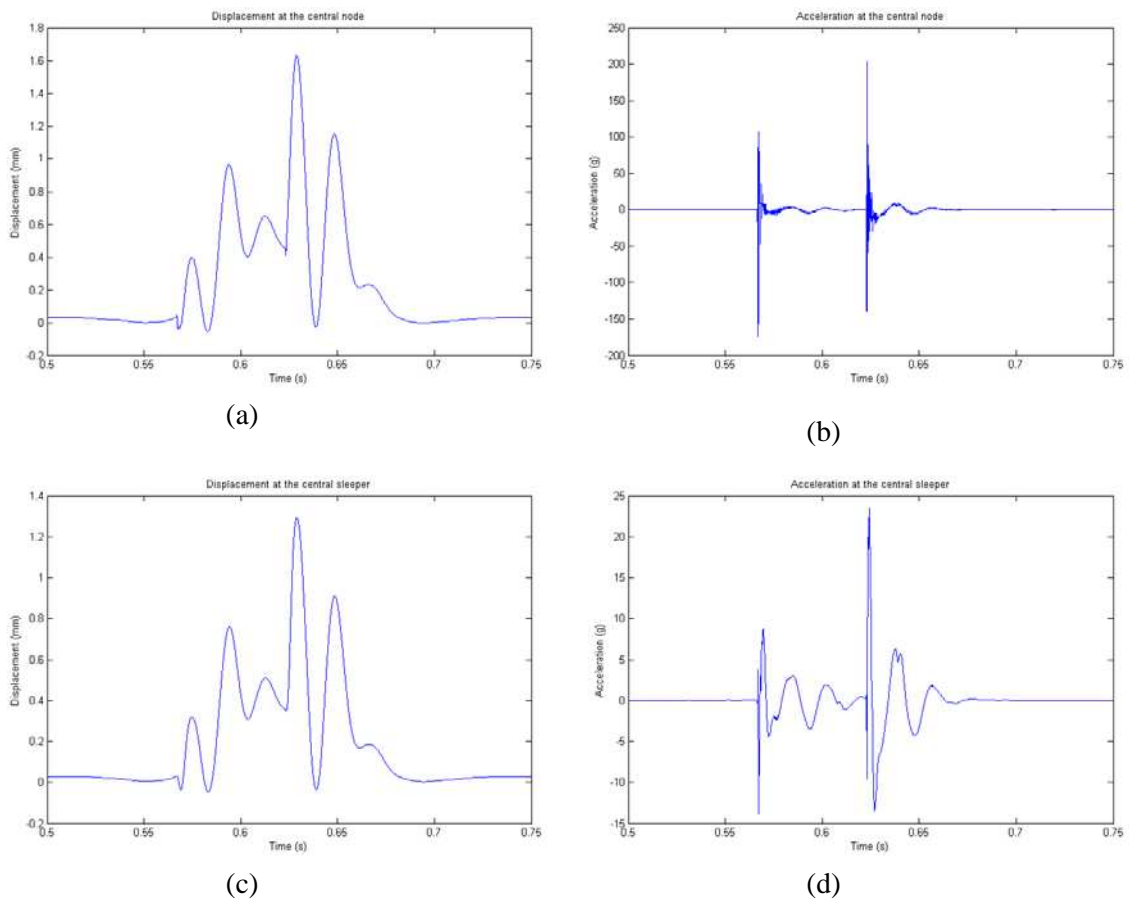 Displacement at the central node
1.8
1.6
1.4
1.2
1
0.8
0.6
0.4
0.2
0
-0.2
Displacement (mm)
0.5 0.55 0.6 0.65 0.7 0.75
Time (s)
(a)
Acceleration at the central node
250
200
150
100
50
0
-50
-100
-150
-200
Acceleration (g)
0.5 0.55 0.6 0.65 0.7 0.75
Time (s)
(b)
Displacement at the central sleeper
1.4
1.2
1
0.8
0.6
0.4
0.2
0
-0.2
Displacement (mm)
0.5 0.55 0.6 0.65 0.7 0.75
Time (s)
(c)
Acceleration at the central sleeper
25
20
15
10
5
0
-5
-10
-15
Acceleration (g)
0.5 0.55 0.6 0.65 0.7 0.75
Time (s)
(d)